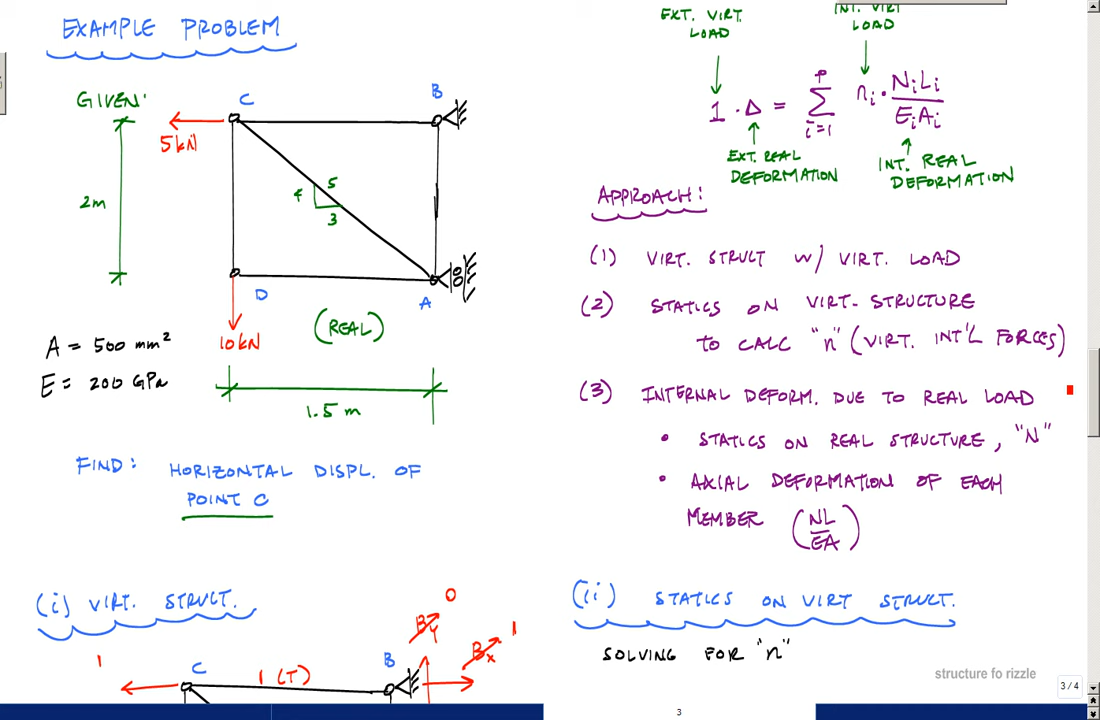 EXAMPLE PROBLEM
GIVEN:
C
B
5kN
2m
4
5
3
D
A
10kN
(REAL)
A = 500 mm²
E = 200 GPa
1.5 m
FIND: HORIZONTAL DISPL. OF
POINT C
(i) VIRT. STRUCT.
1
C
1 (T)
B
By
0
Bx
1
EXT. VIRT
LOAD
INT. VIRT
LOAD
1 · Δ = Σ p i=1 ni · NiLi / EiAi
EXT. REAL
DEFORMATION
INT. REAL
DEFORMATION
APPROACH:
(1) VIRT. STRUCT W/ VIRT. LOAD
(2) STATICS ON VIRT. STRUCTURE
TO CALC "n" (VIRT. INT'L FORCES)
(3) INTERNAL DEFORM. DUE TO REAL LOAD
• STATICS ON REAL STRUCTURE, "N"
• AXIAL DEFORMATION OF EACH
MEMBER (NL/EA)
(ii) STATICS ON VIRT STRUCT.
SOLVING FOR "n"
structure fo rizzle
3/4
3